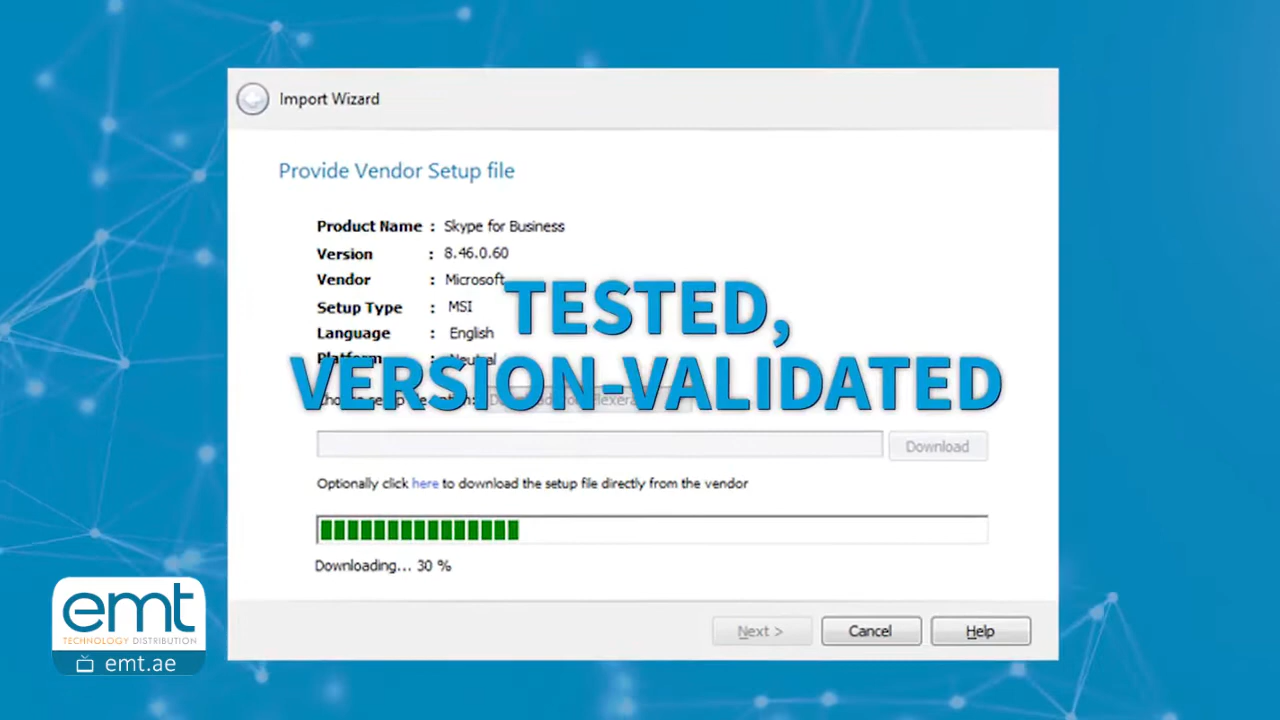 Import Wizard
Provide Vendor Setup file
Product Name : Skype for Business
Version : 8.46.0.60
Vendor : Microsoft
Setup Type : MSI
Language : English
Platform : Neutral
TESTED,
VERSION-VALIDATED
Download
Optionally click here to download the setup file directly from the vendor
Downloading... 30 %
Next >
Cancel
Help
emt
TECHNOLOGY DISTRIBUTION
emt.ae